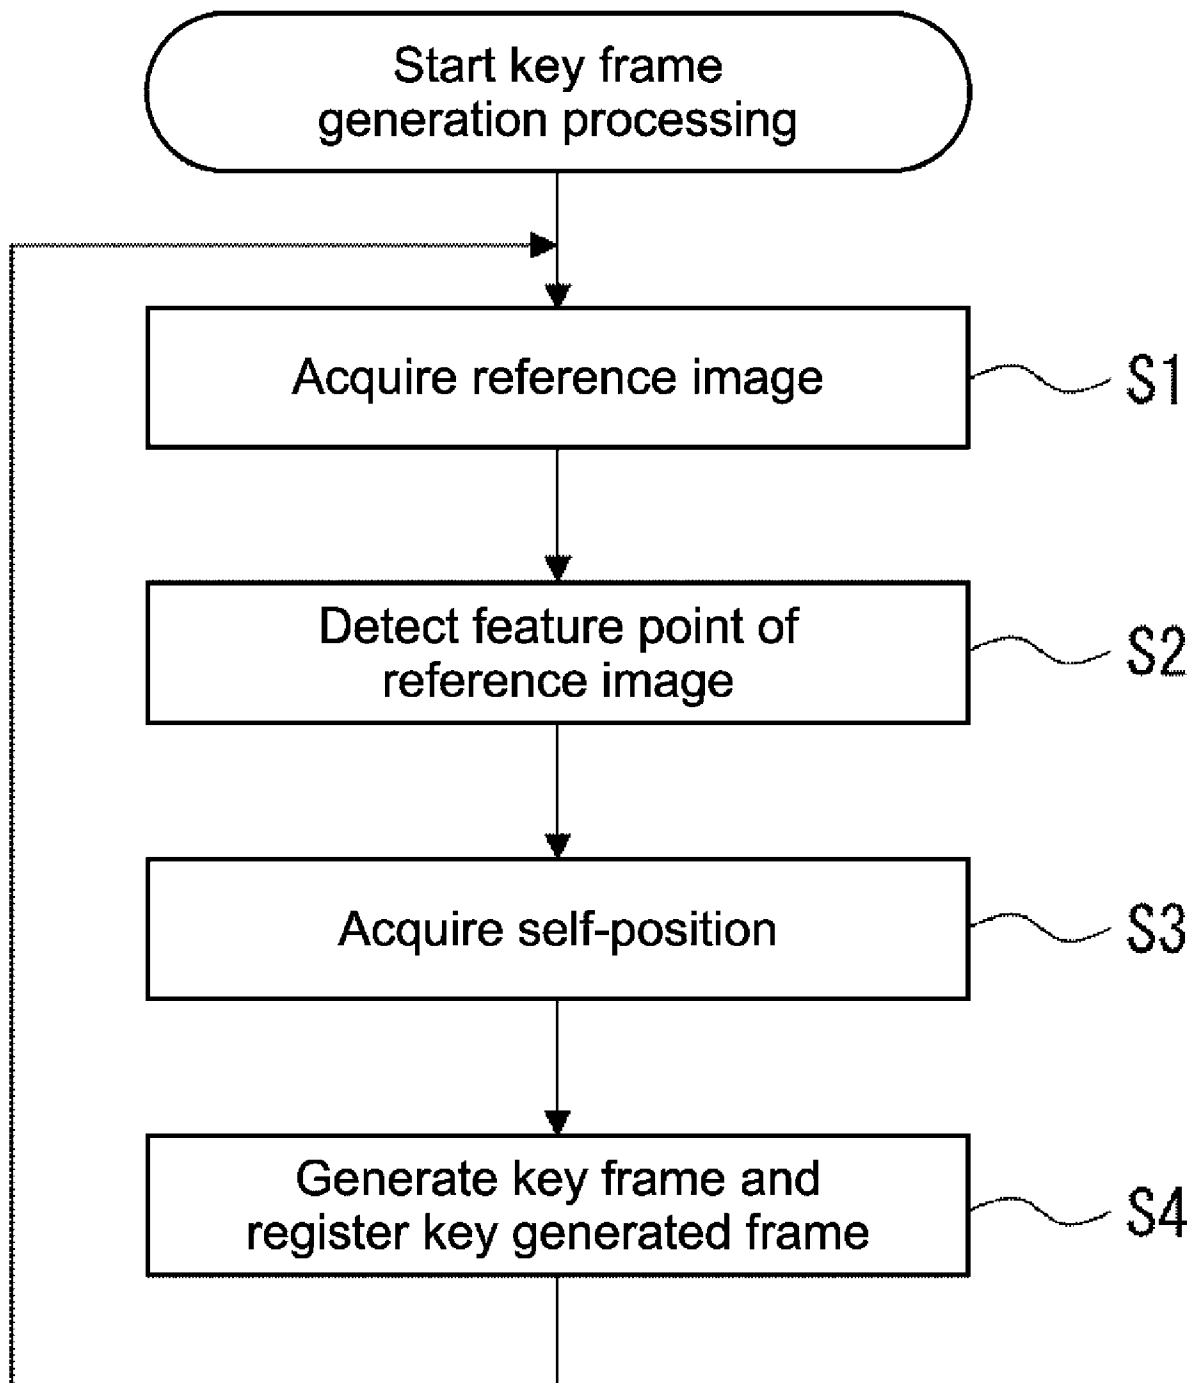 Start key frame
generation processing
Acquire reference image
S1
Detect feature point of
reference image
S2
Acquire self-position
S3
Generate key frame and
register key generated frame
S4